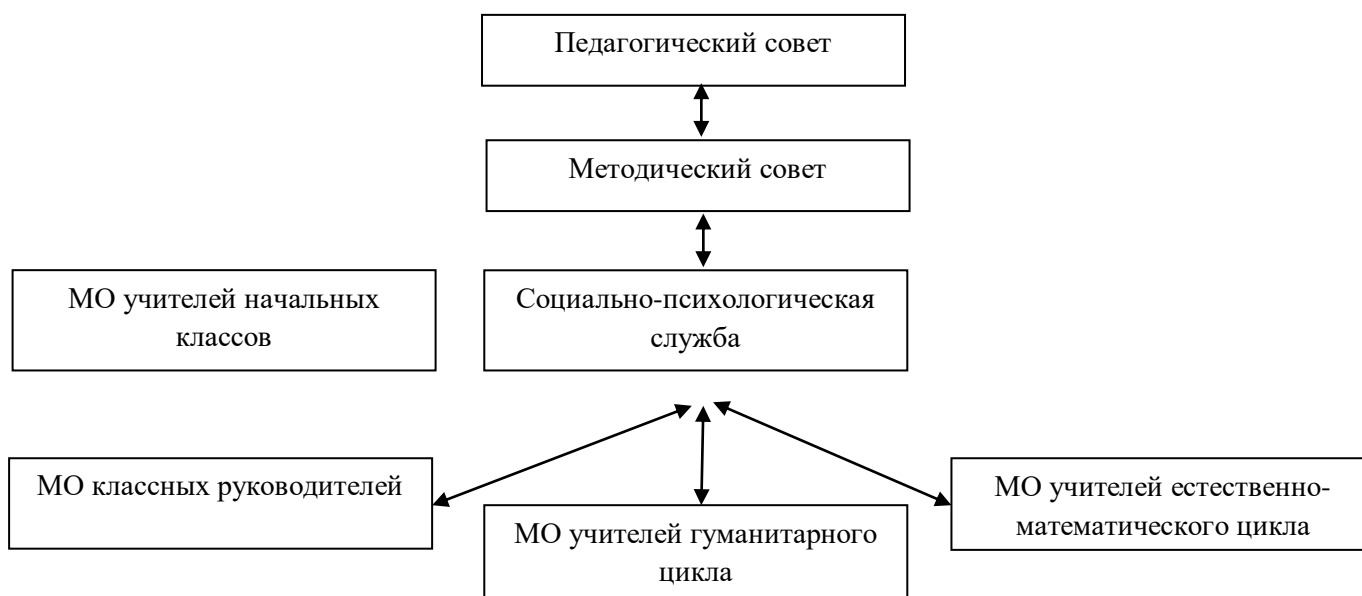 Педагогический совет
Методический совет
МО учителей начальных
классов
Социально-психологическая
служба
МО классных руководителей
МО учителей гуманитарного
цикла
МО учителей естественно-
математического цикла